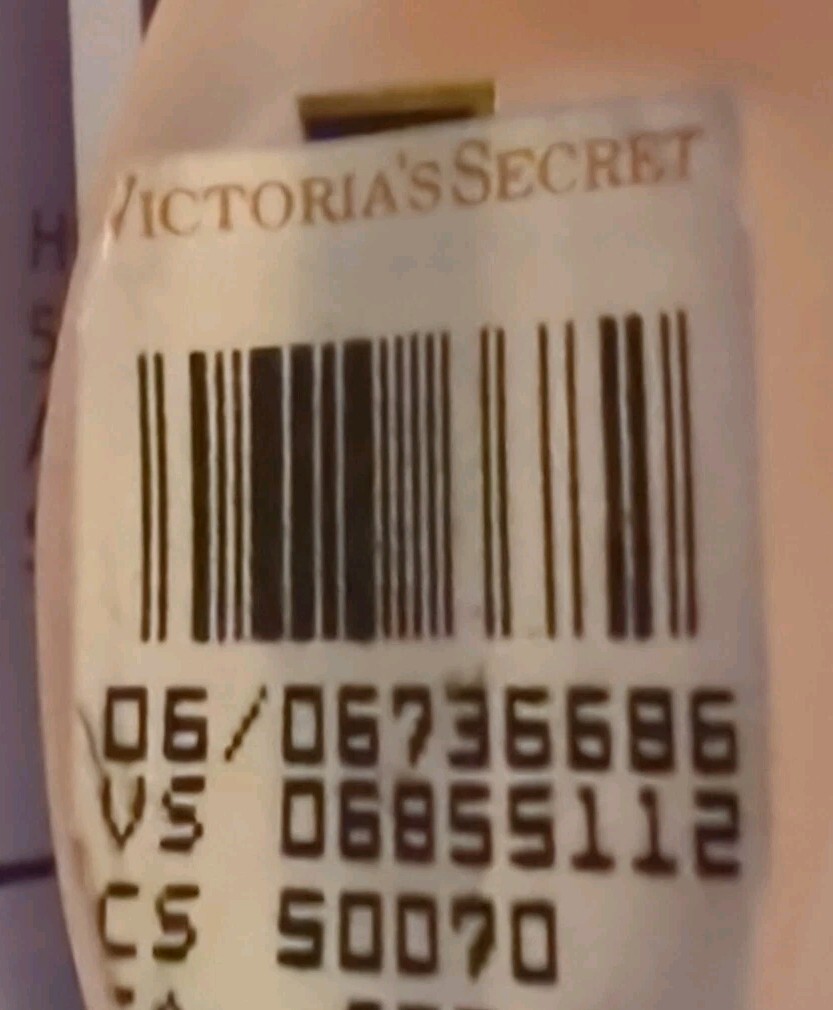 VICTORIA'S SECRET
06/06736686
VS 06855112
CS 50070